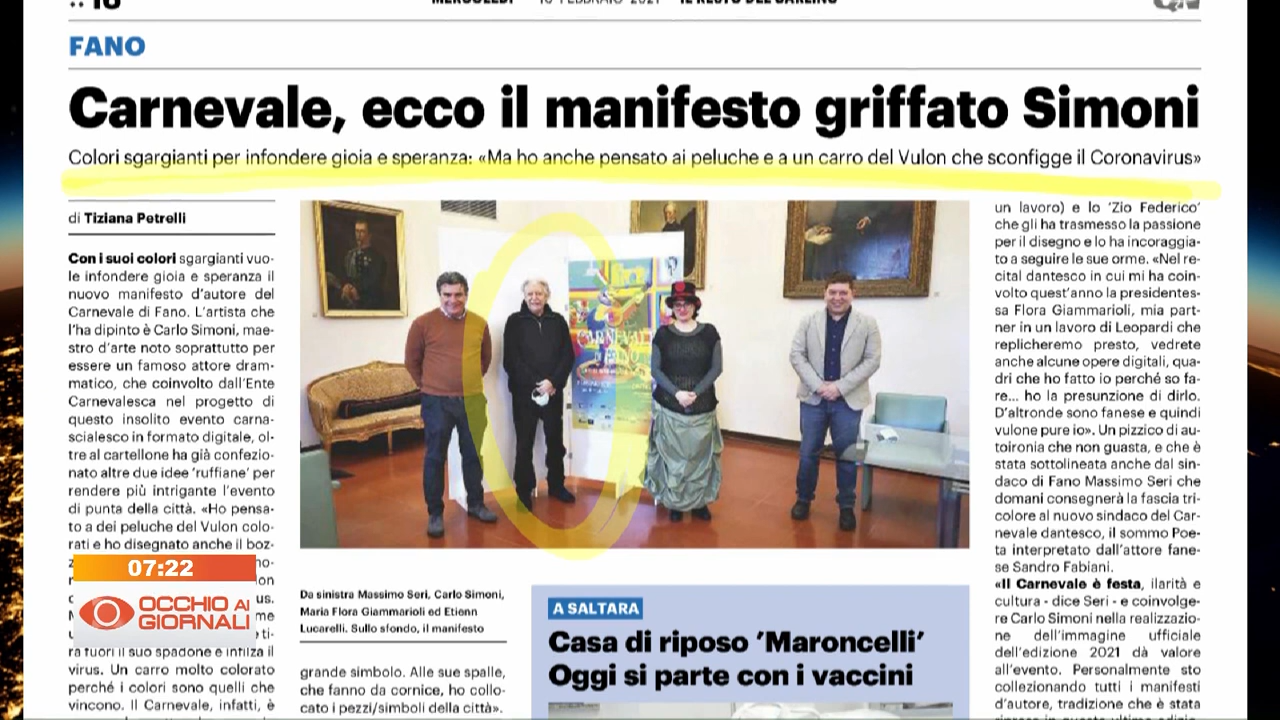 16
MERCOLEDÌ — 10 FEBBRAIO 2021 — IL RESTO DEL CARLINO
QN
FANO
Carnevale, ecco il manifesto griffato Simoni
Colori sgargianti per infondere gioia e speranza: «Ma ho anche pensato ai peluche e a un carro del Vulon che sconfigge il Coronavirus»
di Tiziana Petrelli
Con i suoi colori sgargianti vuo-
le infondere gioia e speranza il
nuovo manifesto d'autore del
Carnevale di Fano. L'artista che
l'ha dipinto è Carlo Simoni, mae-
stro d'arte noto soprattutto per
essere un famoso attore dram-
matico, che coinvolto dall'Ente
Carnevalesca nel progetto di
questo insolito evento carna-
scialesco in formato digitale, ol-
tre al cartellone ha già confezio-
nato altre due idee 'ruffiane' per
rendere più intrigante l'evento
di punta della città. «Ho pensa-
to a dei peluche del Vulon colo-
rati e ho disegnato anche il boz-
ra fuori il suo spadone e infilza il
virus. Un carro molto colorato
perché i colori sono quelli che
vincono. Il Carnevale, infatti, è
07:22
OCCHIO AI
GIORNALI
CARNEVALE
DI FANO
Da sinistra Massimo Seri, Carlo Simoni,
Maria Flora Giammarioli ed Etienn
Lucarelli. Sullo sfondo, il manifesto
grande simbolo. Alle sue spalle,
che fanno da cornice, ho collo-
cato i pezzi/simboli della città».
A SALTARA
Casa di riposo 'Maroncelli'
Oggi si parte con i vaccini
un lavoro) e lo 'Zio Federico'
che gli ha trasmesso la passione
per il disegno e lo ha incoraggia-
to a seguire le sue orme. «Nel re-
cital dantesco in cui mi ha coin-
volto quest'anno la presidentes-
sa Flora Giammarioli, mia part-
ner in un lavoro di Leopardi che
replicheremo presto, vedrete
anche alcune opere digitali, qua-
dri che ho fatto io perché so fa-
re... ho la presunzione di dirlo.
D'altronde sono fanese e quindi
vulone pure io». Un pizzico di au-
toironia che non guasta, e che è
stata sottolineata anche dal sin-
daco di Fano Massimo Seri che
domani consegnerà la fascia tri-
colore al nuovo sindaco del Car-
nevale dantesco, il sommo Poe-
ta interpretato dall'attore fane-
se Sandro Fabiani.
«Il Carnevale è festa, ilarità e
cultura - dice Seri - e coinvolge-
re Carlo Simoni nella realizzazio-
ne dell'immagine ufficiale
dell'edizione 2021 dà valore
all'evento. Personalmente sto
collezionando tutti i manifesti
d'autore, tradizione che è stata